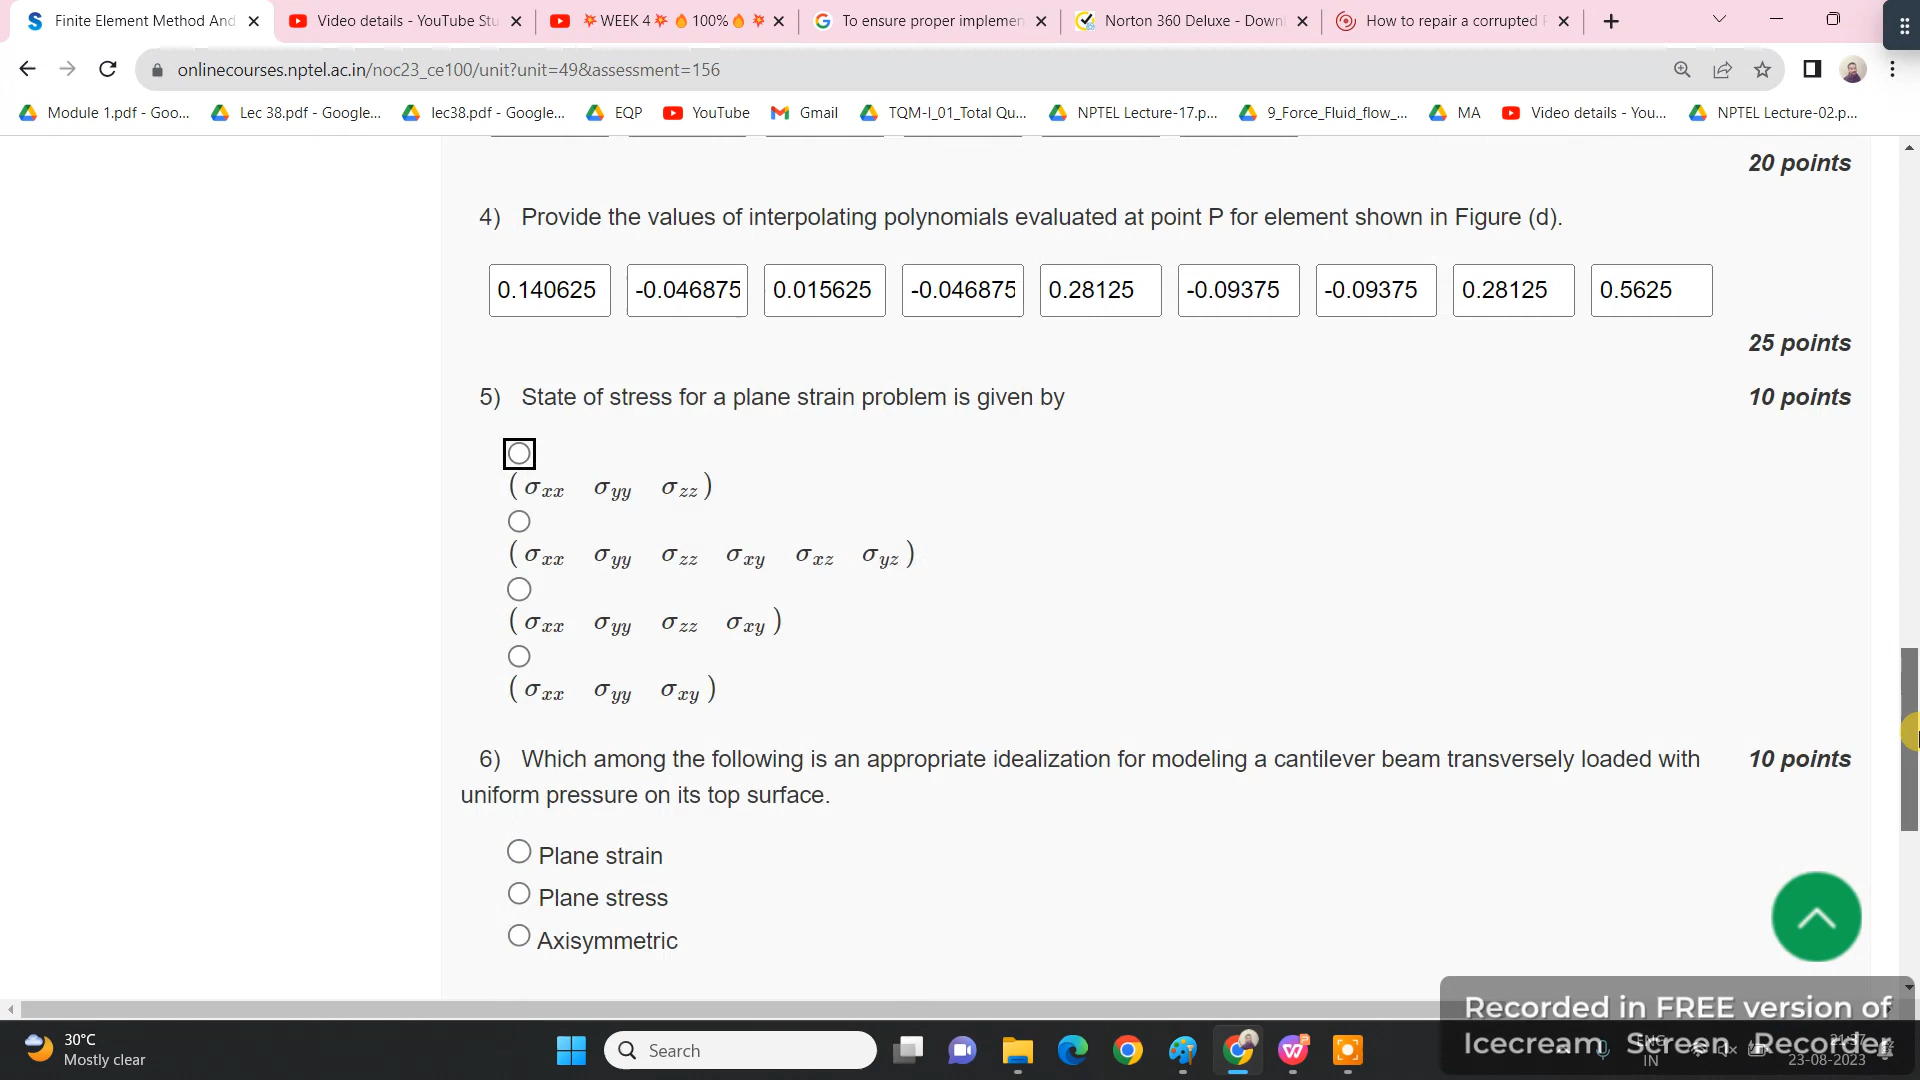 Finite Element Method And
Video details - YouTube Stu
WEEK 4 100%
To ensure proper implemen
Norton 360 Deluxe - Down
How to repair a corrupted
onlinecourses.nptel.ac.in/noc23_ce100/unit?unit=49&assessment=156
Module 1.pdf - Goo...
Lec 38.pdf - Google...
lec38.pdf - Google...
EQP
YouTube
Gmail
TQM-I_01_Total Qu...
NPTEL Lecture-17.p...
9_Force_Fluid_flow_...
MA
Video details - You...
NPTEL Lecture-02.p...
20 points
4) Provide the values of interpolating polynomials evaluated at point P for element shown in Figure (d).
0.140625 -0.046875 0.015625 -0.046875 0.28125 -0.09375 -0.09375 0.28125 0.5625
25 points
5) State of stress for a plane strain problem is given by 10 points
( σxx σyy σzz )
( σxx σyy σzz σxy σxz σyz )
( σxx σyy σzz σxy )
( σxx σyy σxy )
6) Which among the following is an appropriate idealization for modeling a cantilever beam transversely loaded with 10 points
uniform pressure on its top surface.
Plane strain
Plane stress
Axisymmetric
Recorded in FREE version of
Icecream Screen Recorder
30°C
Mostly clear
Search
ENG
IN
23-08-2023